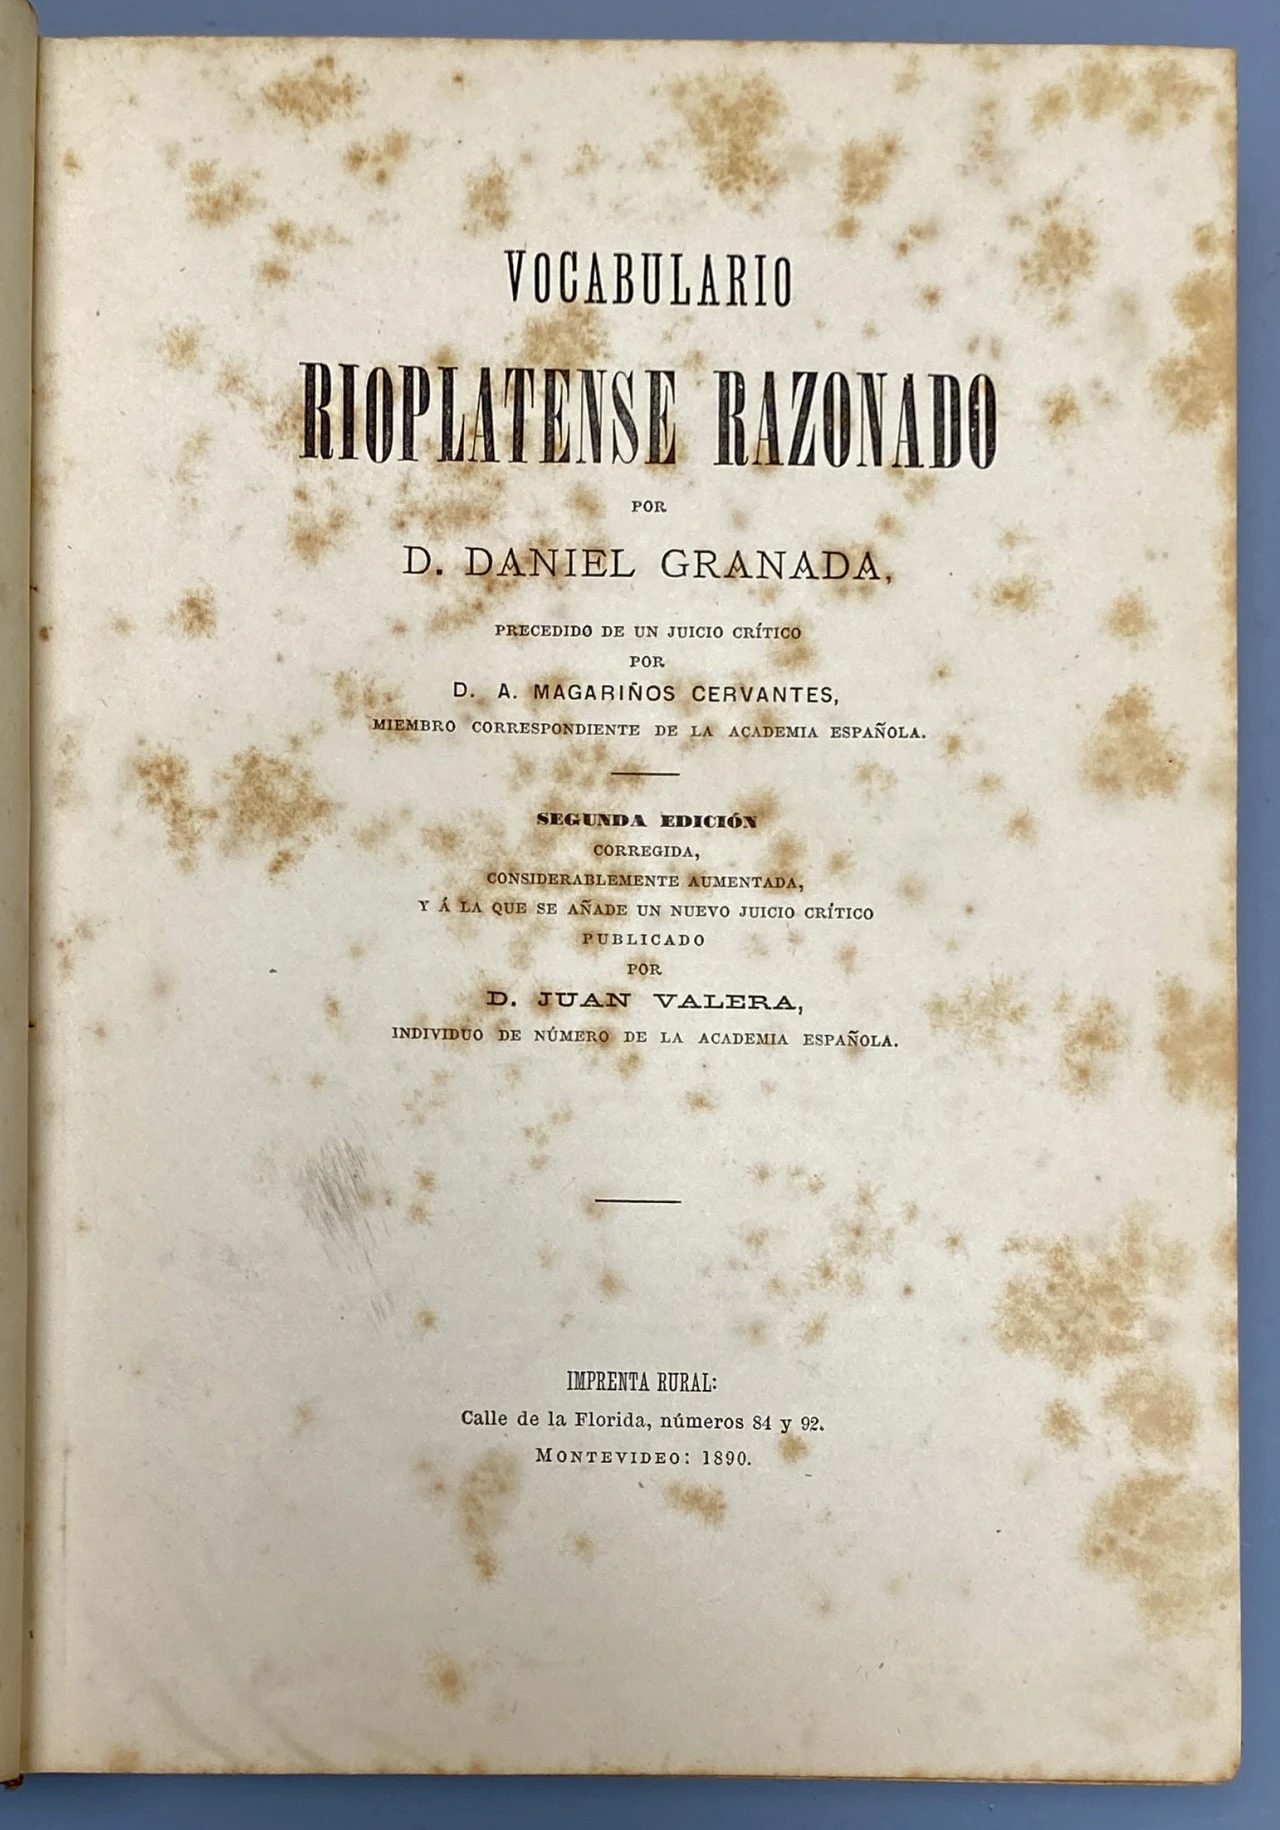 VOCABULARIO
RIOPLATENSE RAZONADO
POR
D. DANIEL GRANADA,
PRECEDIDO DE UN JUICIO CRÍTICO
POR
D. A. MAGARIÑOS CERVANTES,
MIEMBRO CORRESPONDIENTE DE LA ACADEMIA ESPAÑOLA.
SEGUNDA EDICIÓN
CORREGIDA,
CONSIDERABLEMENTE AUMENTADA,
Y Á LA QUE SE AÑADE UN NUEVO JUICIO CRÍTICO
PUBLICADO
POR
D. JUAN VALERA,
INDIVIDUO DE NÚMERO DE LA ACADEMIA ESPAÑOLA.
IMPRENTA RURAL:
Calle de la Florida, números 84 y 92.
MONTEVIDEO: 1890.